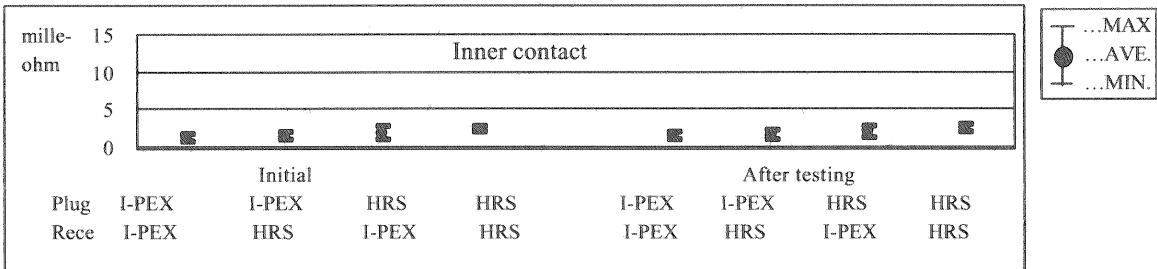 mille-
ohm
15
10
5
0
Inner contact
...MAX
...AVE.
...MIN.
Initial After testing
Plug I-PEX I-PEX HRS HRS I-PEX I-PEX HRS HRS
Rece I-PEX HRS I-PEX HRS I-PEX HRS I-PEX HRS